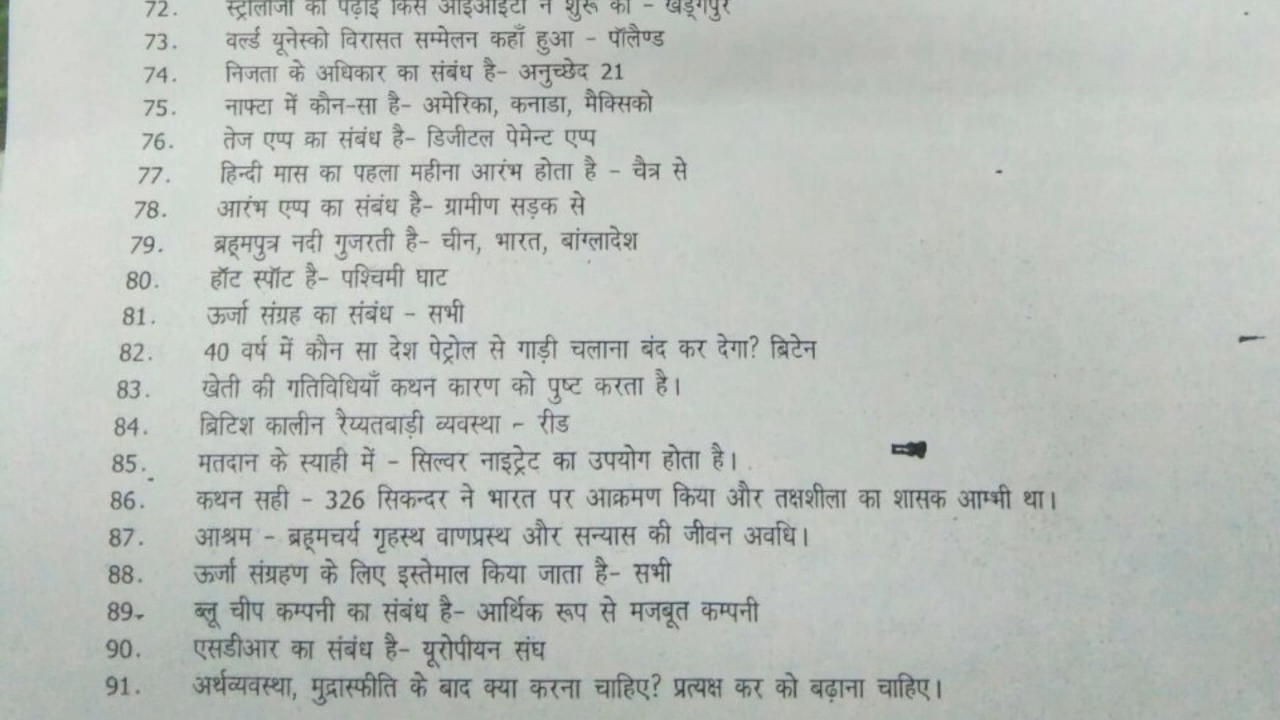 72. की पढ़ाई किस आईआईटी ने शुरू की - खड़गपुर
73. वर्ल्ड यूनेस्को विरासत सम्मेलन कहाँ हुआ - पॉलैण्ड
74. निजता के अधिकार का संबंध है- अनुच्छेद 21
75. नाफ्टा में कौन-सा है- अमेरिका, कनाडा, मैक्सिको
76. तेज एप्प का संबंध है- डिजीटल पेमेन्ट एप्प
77. हिन्दी मास का पहला महीना आरंभ होता है - चैत्र से
78. आरंभ एप्प का संबंध है- ग्रामीण सड़क से
79. ब्रह्मपुत्र नदी गुजरती है- चीन, भारत, बांग्लादेश
80. हॉट स्पॉट है- पश्चिमी घाट
81. ऊर्जा संग्रह का संबंध - सभी
82. 40 वर्ष में कौन सा देश पेट्रोल से गाड़ी चलाना बंद कर देगा? ब्रिटेन
83. खेती की गतिविधियाँ कथन कारण को पुष्ट करता है।
84. ब्रिटिश कालीन रैय्यतबाड़ी व्यवस्था - रीड
85. मतदान के स्याही में - सिल्वर नाइट्रेट का उपयोग होता है।
86. कथन सही - 326 सिकन्दर ने भारत पर आक्रमण किया और तक्षशीला का शासक आम्भी था।
87. आश्रम - ब्रह्मचर्य गृहस्थ वाणप्रस्थ और सन्यास की जीवन अवधि।
88. ऊर्जा संग्रहण के लिए इस्तेमाल किया जाता है- सभी
89. ब्लू चीप कम्पनी का संबंध है- आर्थिक रूप से मजबूत कम्पनी
90. एसडीआर का संबंध है- यूरोपीयन संघ
91. अर्थव्यवस्था, मुद्रास्फीति के बाद क्या करना चाहिए? प्रत्यक्ष कर को बढ़ाना चाहिए।